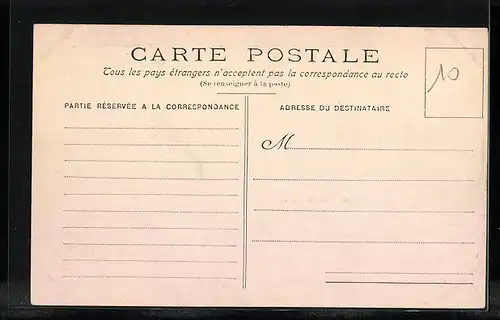 CARTE POSTALE
Tous les pays étrangers n'acceptent pas la correspondance au recto
(Se renseigner à la poste)
PARTIE RÉSERVÉE A LA CORRESPONDANCE
ADRESSE DU DESTINATAIRE
10
M